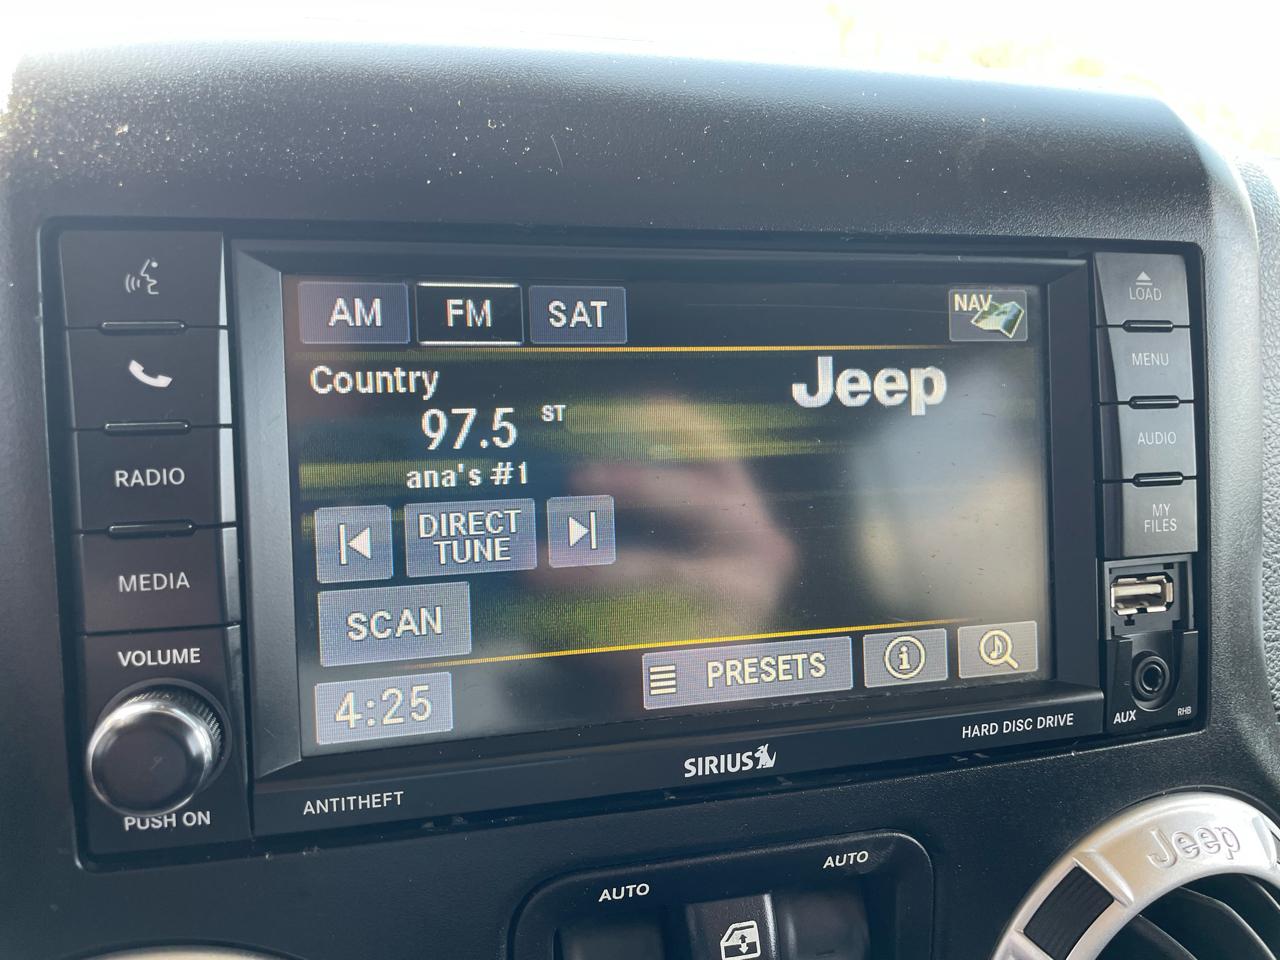 AM FM SAT NAV
Country
Jeep
97.5 ST
ana's #1
DIRECT
TUNE
SCAN
4:25
PRESETS
RADIO
MEDIA
VOLUME
PUSH ON
ANTITHEFT
SIRIUS
HARD DISC DRIVE
LOAD
MENU
AUDIO
MY
FILES
AUX
RHB
AUTO
AUTO
Jeep